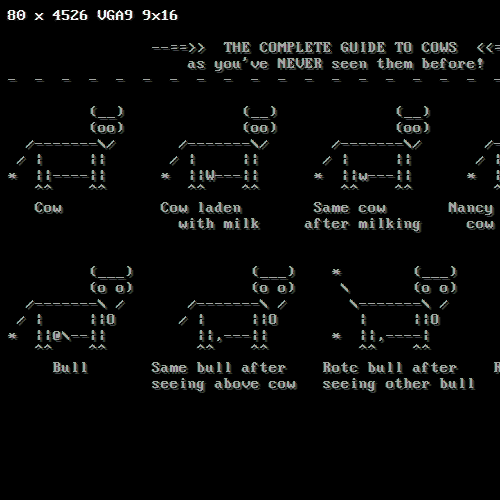 80 x 4526 VGA9 9x16
--==>> THE COMPLETE GUIDE TO COWS <<=
as you've NEVER seen them before!
Cow Cow laden Same cow Nancy
with milk after milking cow
Bull Same bull after Rotc bull after
seeing above cow seeing other bull